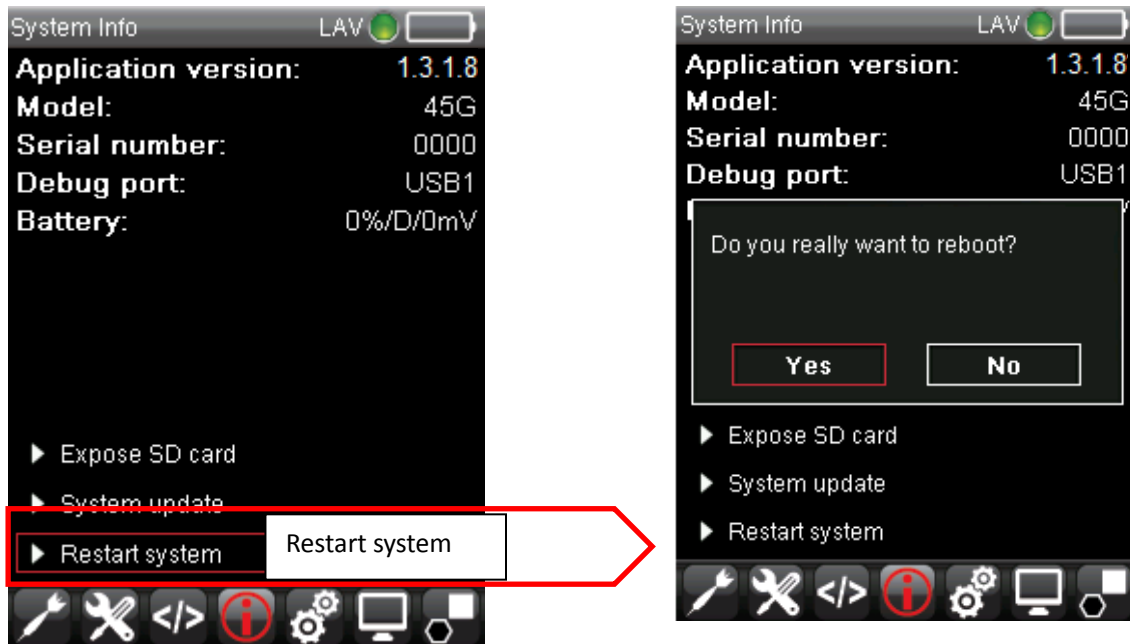 System Info LAV
Application version: 1.3.1.8
Model: 45G
Serial number: 0000
Debug port: USB1
Battery: 0%/D/0mV
Expose SD card
System update
Restart system
Restart system
</>
System Info LAV
Application version: 1.3.1.8
Model: 45G
Serial number: 0000
Debug port: USB1
Do you really want to reboot?
Yes No
Expose SD card
System update
Restart system
</>